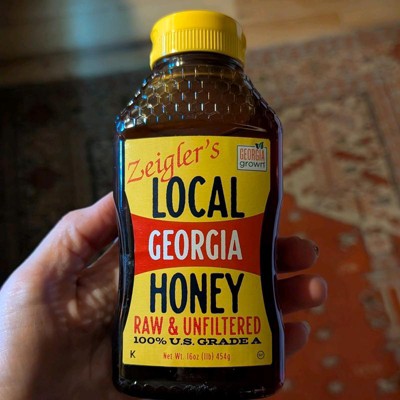 Zeigler's
GEORGIA
grown
LOCAL
GEORGIA
HONEY
RAW & UNFILTERED
100% U.S. GRADE A
K
Net Wt. 16oz (1lb) 454g